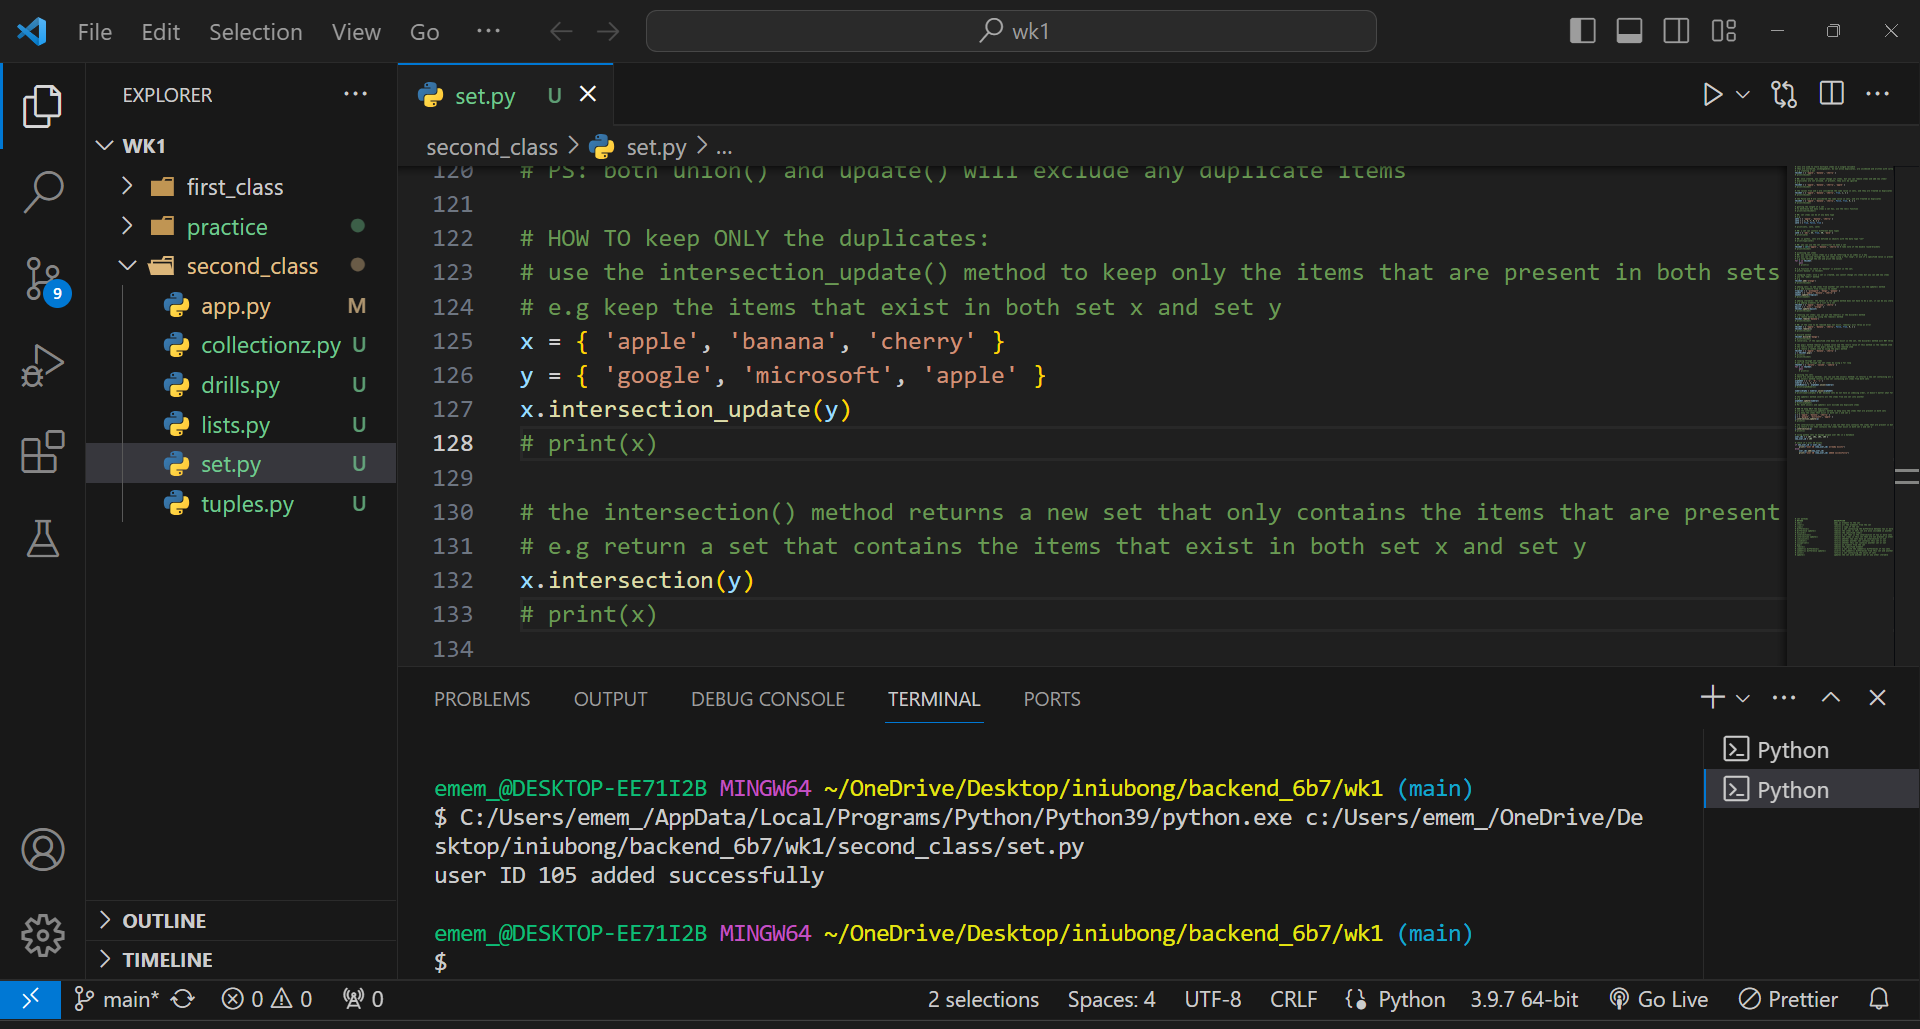 File Edit Selection View Go ··· wk1
EXPLORER ···
WK1
first_class
practice
second_class
app.py M
collectionz.py U
drills.py U
lists.py U
set.py U
tuples.py U
OUTLINE
TIMELINE
9
set.py U
second_class > set.py > ...
120 # PS: both union() and update() will exclude any duplicate items
121
122 # HOW TO keep ONLY the duplicates:
123 # use the intersection_update() method to keep only the items that are present in both sets
124 # e.g keep the items that exist in both set x and set y
125 x = { 'apple', 'banana', 'cherry' }
126 y = { 'google', 'microsoft', 'apple' }
127 x.intersection_update(y)
128 # print(x)
129
130 # the intersection() method returns a new set that only contains the items that are present
131 # e.g return a set that contains the items that exist in both set x and set y
132 x.intersection(y)
133 # print(x)
134
PROBLEMS OUTPUT DEBUG CONSOLE TERMINAL PORTS
emem_@DESKTOP-EE71I2B MINGW64 ~/OneDrive/Desktop/iniubong/backend_6b7/wk1 (main)
$ C:/Users/emem_/AppData/Local/Programs/Python/Python39/python.exe c:/Users/emem_/OneDrive/De
sktop/iniubong/backend_6b7/wk1/second_class/set.py
user ID 105 added successfully
emem_@DESKTOP-EE71I2B MINGW64 ~/OneDrive/Desktop/iniubong/backend_6b7/wk1 (main)
$
Python
Python
main* 0 0 0 2 selections Spaces: 4 UTF-8 CRLF Python 3.9.7 64-bit Go Live Prettier